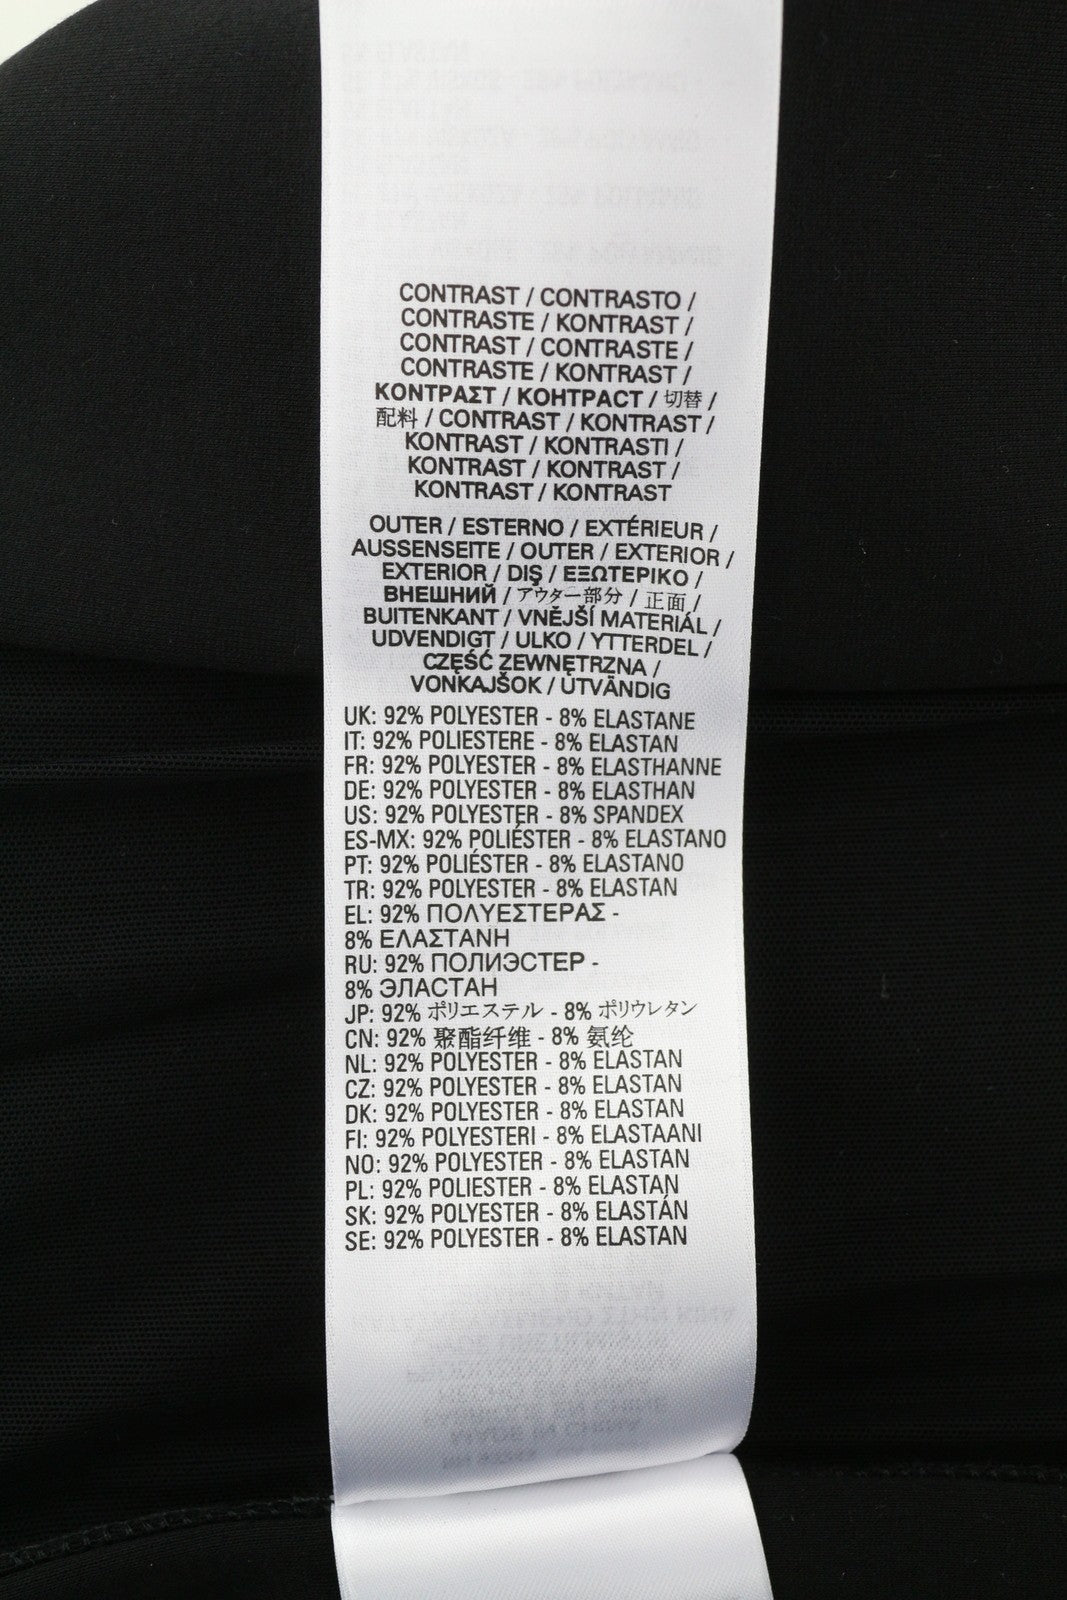 CONTRAST / CONTRASTO /
CONTRASTE / KONTRAST /
CONTRAST / CONTRASTE /
CONTRASTE / KONTRAST /
ΚΟΝΤΡΑΣΤ / КОНТРАСТ / 切替 /
配料 / CONTRAST / KONTRAST /
KONTRAST / KONTRASTI /
KONTRAST / KONTRAST /
KONTRAST / KONTRAST
OUTER / ESTERNO / EXTÉRIEUR /
AUSSENSEITE / OUTER / EXTERIOR /
EXTERIOR / DIŞ / ΕΞΩΤΕΡΙΚΟ /
ВНЕШНИЙ / アウター部分 / 正面 /
BUITENKANT / VNĚJŠÍ MATERIÁL /
UDVENDIGT / ULKO / YTTERDEL /
CZĘŚĆ ZEWNĘTRZNA /
VONKAJŠOK / UTVÄNDIG
UK: 92% POLYESTER - 8% ELASTANE
IT: 92% POLIESTERE - 8% ELASTAN
FR: 92% POLYESTER - 8% ELASTHANNE
DE: 92% POLYESTER - 8% ELASTHAN
US: 92% POLYESTER - 8% SPANDEX
ES-MX: 92% POLIÉSTER - 8% ELASTANO
PT: 92% POLIÉSTER - 8% ELASTANO
TR: 92% POLYESTER - 8% ELASTAN
EL: 92% ΠΟΛΥΕΣΤΕΡΑΣ -
8% ΕΛΑΣΤΑΝΗ
RU: 92% ПОЛИЭСТЕР -
8% ЭЛАСТАН
JP: 92% ポリエステル - 8% ポリウレタン
CN: 92% 聚酯纤维 - 8% 氨纶
NL: 92% POLYESTER - 8% ELASTAN
CZ: 92% POLYESTER - 8% ELASTAN
DK: 92% POLYESTER - 8% ELASTAN
FI: 92% POLYESTERI - 8% ELASTAANI
NO: 92% POLYESTER - 8% ELASTAN
PL: 92% POLIESTER - 8% ELASTAN
SK: 92% POLYESTER - 8% ELASTÁN
SE: 92% POLYESTER - 8% ELASTAN